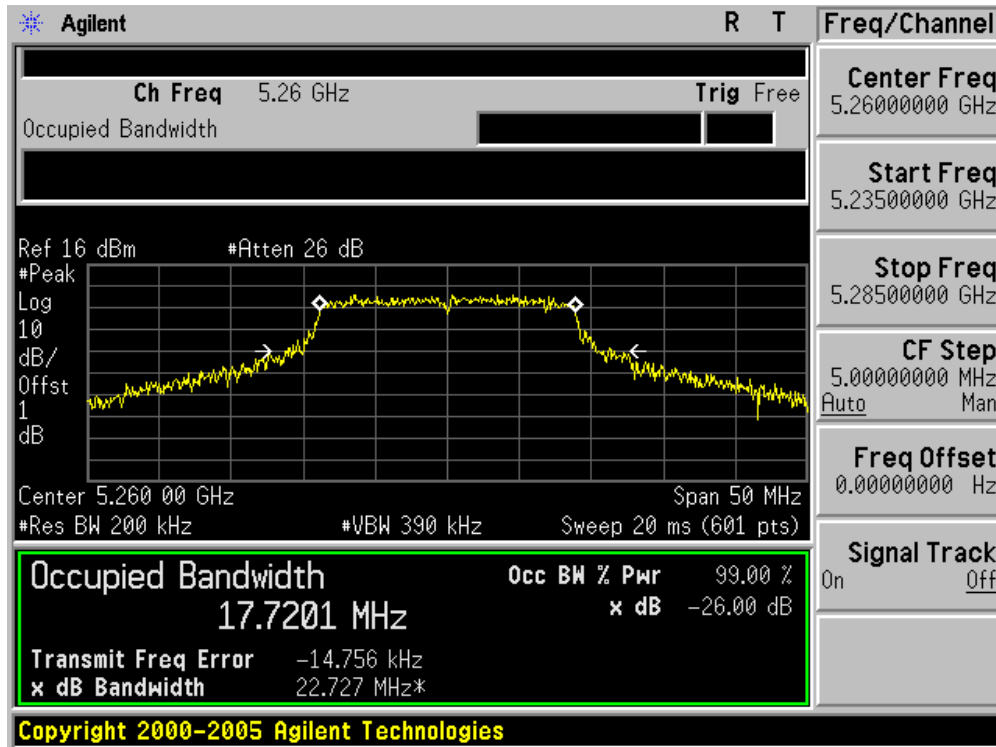 Agilent R T Freq/Channel
Ch Freq 5.26 GHz Trig Free
Occupied Bandwidth
Center Freq
5.26000000 GHz
Start Freq
5.23500000 GHz
Stop Freq
5.28500000 GHz
CF Step
5.00000000 MHz
Auto Man
Freq Offset
0.00000000 Hz
Signal Track
On Off
Ref 16 dBm #Atten 26 dB
#Peak
Log
10
dB/
Offst
1
dB
Center 5.260 00 GHz Span 50 MHz
#Res BW 200 kHz #VBW 390 kHz Sweep 20 ms (601 pts)
Occupied Bandwidth Occ BW % Pwr 99.00 %
17.7201 MHz x dB -26.00 dB
Transmit Freq Error -14.756 kHz
x dB Bandwidth 22.727 MHz*
Copyright 2000-2005 Agilent Technologies